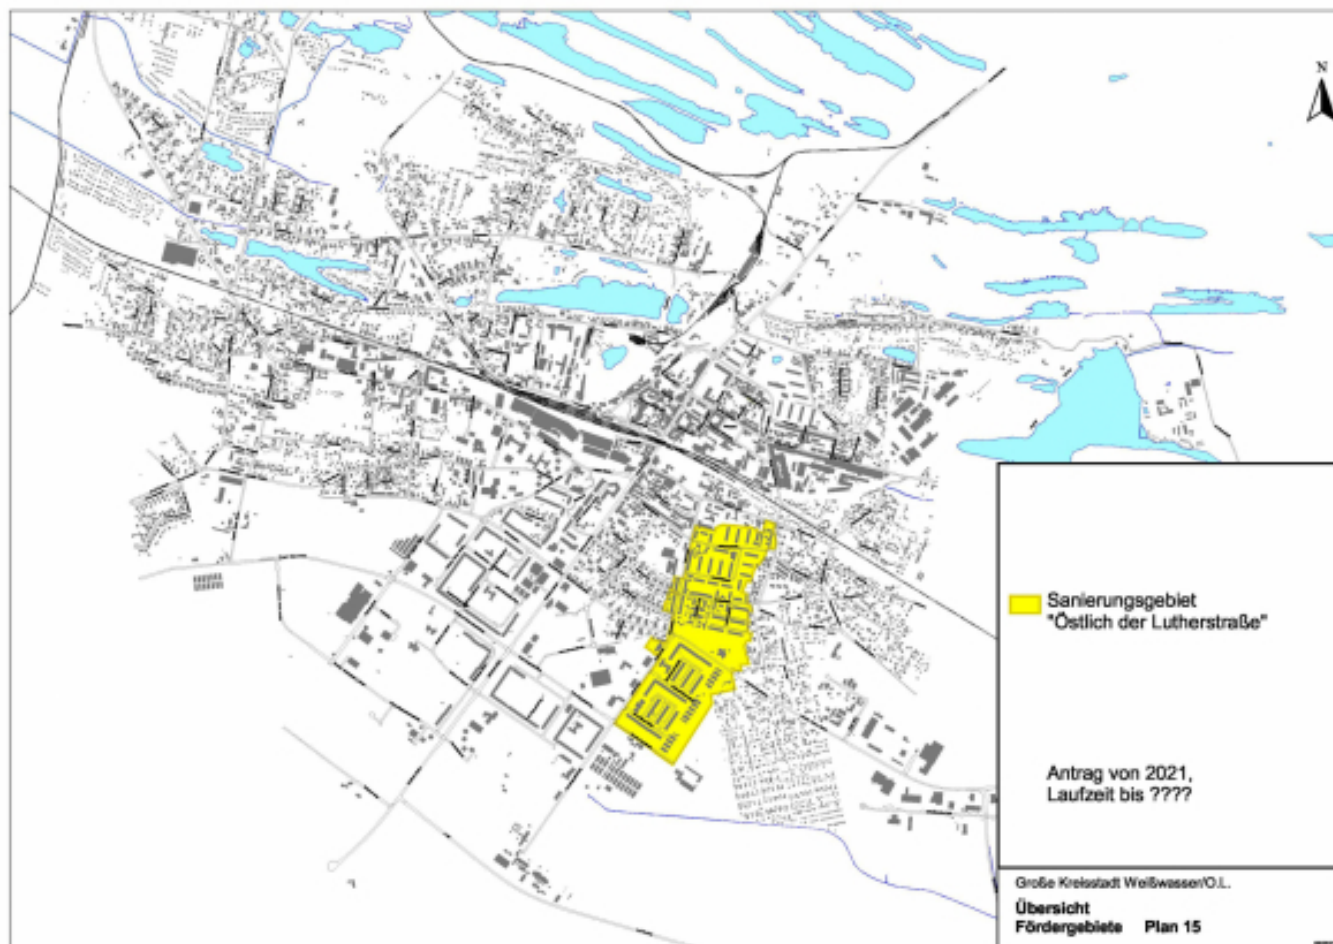 N
Sanierungsgebiet
"Östlich der Lutherstraße"
Antrag von 2021,
Laufzeit bis ????
Große Kreisstadt Weißwasser/O.L.
Übersicht
Fördergebiete Plan 15